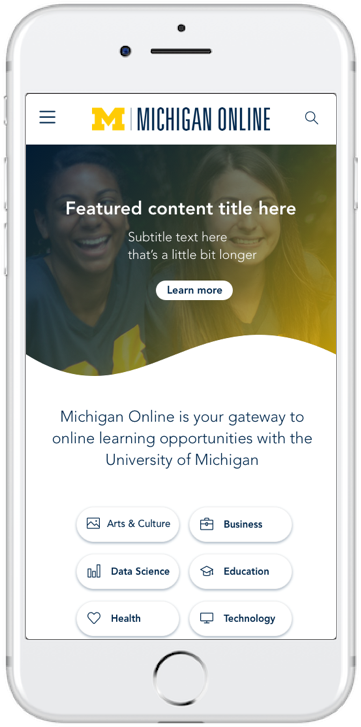 M | MICHIGAN ONLINE
Featured content title here
Subtitle text here
that's a little bit longer
Learn more
Michigan Online is your gateway to
online learning opportunities with the
University of Michigan
Arts & Culture
Business
Data Science
Education
Health
Technology